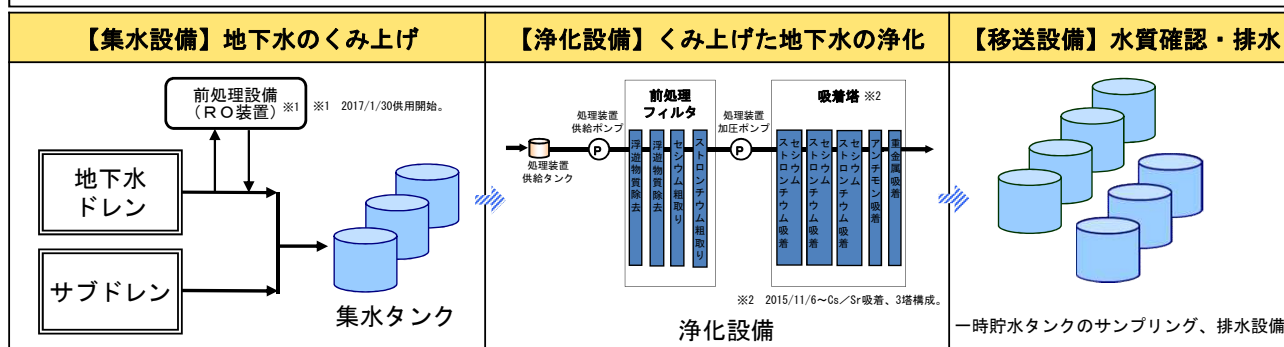 【集水設備】地下水のくみ上げ
【浄化設備】くみ上げた地下水の浄化
【移送設備】水質確認・排水
前処理設備
（RO装置）※1
※1 2017/1/30供用開始。
地下水
ドレン
サブドレン
集水タンク
処理装置
供給タンク
処理装置
供給ポンプ
P
前処理
フィルタ
浮遊物質除去
浮遊物質除去
セシウム粗取り
ストロンチウム粗取り
処理装置
加圧ポンプ
P
吸着塔 ※2
セシウム
ストロンチウム吸着
セシウム
ストロンチウム吸着
セシウム
ストロンチウム吸着
アンチモン吸着
重金属吸着
※2 2015/11/6～Cs／Sr吸着、3塔構成。
浄化設備
一時貯水タンクのサンプリング、排水設備